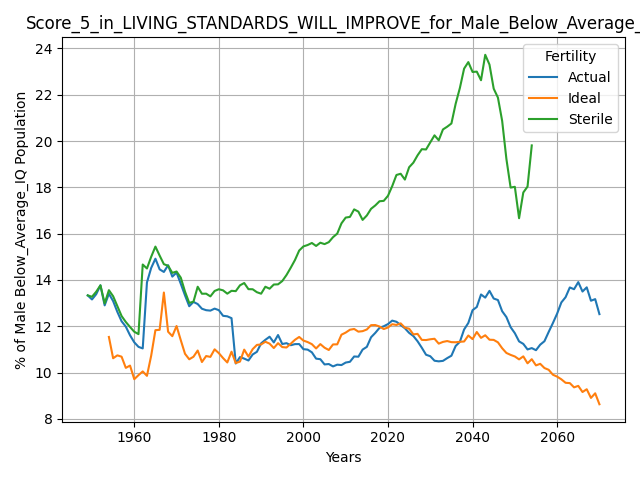 Score_5_in_LIVING_STANDARDS_WILL_IMPROVE_for_Male_Below_Average_
24
22
20
18
16
14
12
10
8
% of Male Below_Average_IQ Population
Fertility
Actual
Ideal
Sterile
1960
1980
2000
2020
2040
2060
Years